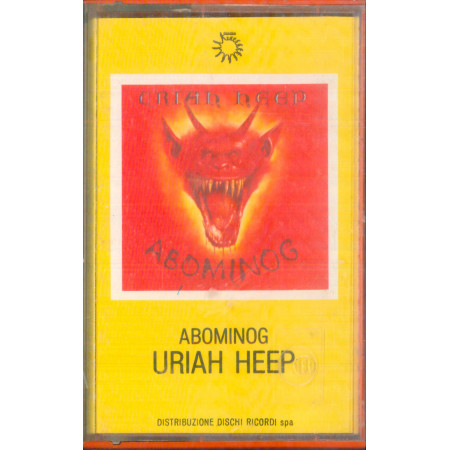 URIAH HEEP
ABOMINOG
ABOMINOG
URIAH HEEP
DISTRIBUZIONE DISCHI RICORDI spa